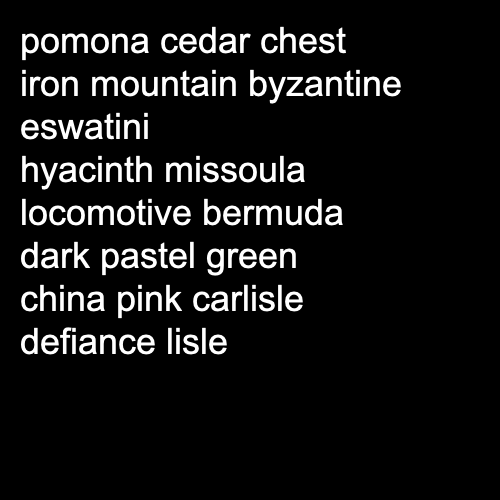 pomona cedar chest
iron mountain byzantine
eswatini
hyacinth missoula
locomotive bermuda
dark pastel green
china pink carlisle
defiance lisle